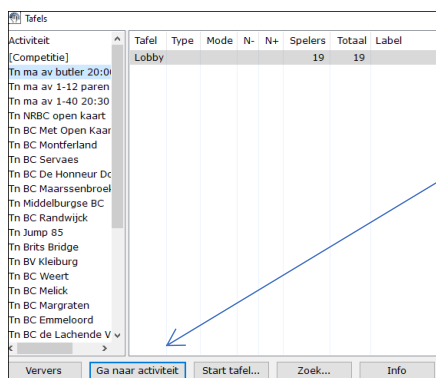 Tafels
Activiteit
[Competitie]
Tn ma av butler 20:00
Tn ma av 1-12 paren
Tn ma av 1-40 20:30
Tn NRBC open kaart
Tn BC Met Open Kaar
Tn BC Montferland
Tn BC Servaes
Tn BC De Honneur Do
Tn BC Maarssenbroek
Tn Middelburgse BC
Tn BC Randwijck
Tn Jump 85
Tn Brits Bridge
Tn BV Kleiburg
Tn BC Weert
Tn BC Melick
Tn BC Margraten
Tn BC Emmeloord
Tn BC de Lachende V
Tafel Type Mode N- N+ Spelers Totaal Label
Lobby 19 19
Ververs Ga naar activiteit Start tafel... Zoek... Info